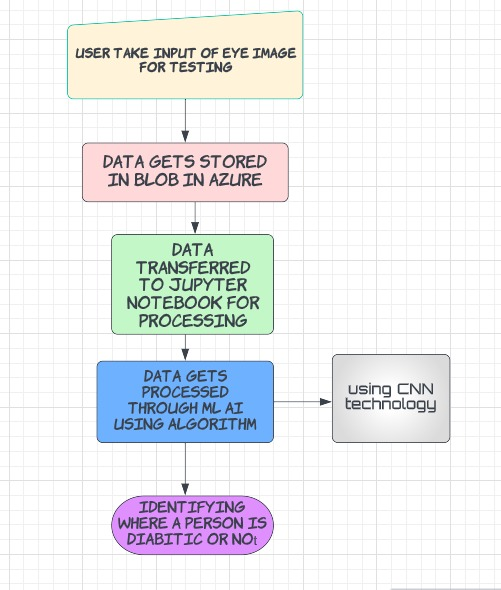 USER TAKE INPUT OF EYE IMAGE
FOR TESTING
DATA GETS STORED
IN BLOB IN AZURE
DATA
TRANSFERRED
TO JUPYTER
NOTEBOOK FOR
PROCESSING
DATA GETS
PROCESSED
THROUGH ML AI
USING ALGORITHM
using CNN
technology
IDENTIFYING
WHERE A PERSON IS
DIABITIC OR NOt